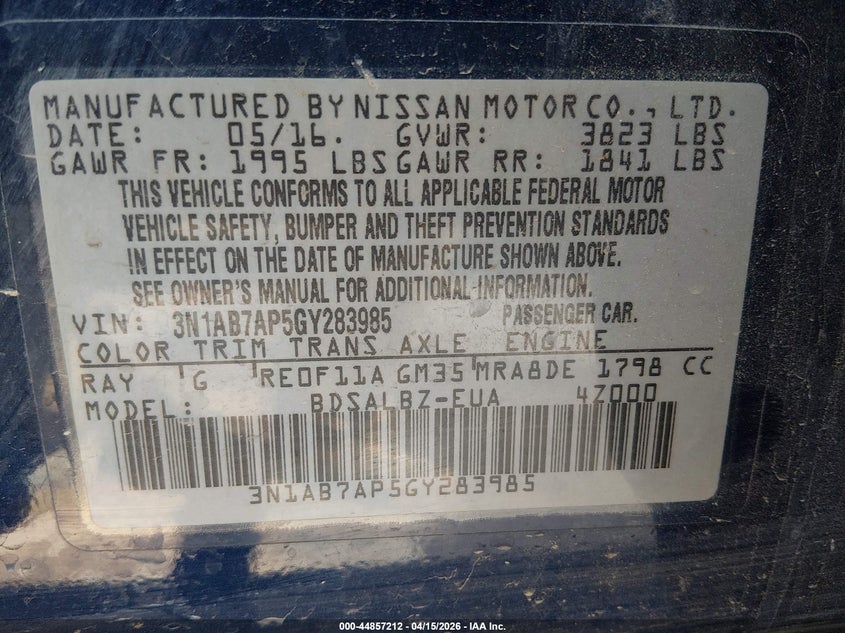 MANUFACTURED BY NISSAN MOTOR CO., LTD.
DATE: 05/16. GVWR: 3823 LBS
GAWR FR: 1995 LBS GAWR RR: 1841 LBS
THIS VEHICLE CONFORMS TO ALL APPLICABLE FEDERAL MOTOR
VEHICLE SAFETY, BUMPER AND THEFT PREVENTION STANDARDS
IN EFFECT ON THE DATE OF MANUFACTURE SHOWN ABOVE.
SEE OWNER'S MANUAL FOR ADDITIONAL INFORMATION.
VIN: 3N1AB7AP5GY283985 PASSENGER CAR.
COLOR TRIM TRANS AXLE ENGINE
RAY G RE0F11A GM35 MRA8DE 1798 CC
MODEL: BDSALBZ-EUA 4Z000
3N1AB7AP5GY283985
000-44857212 - 04/15/2026 - IAA Inc.